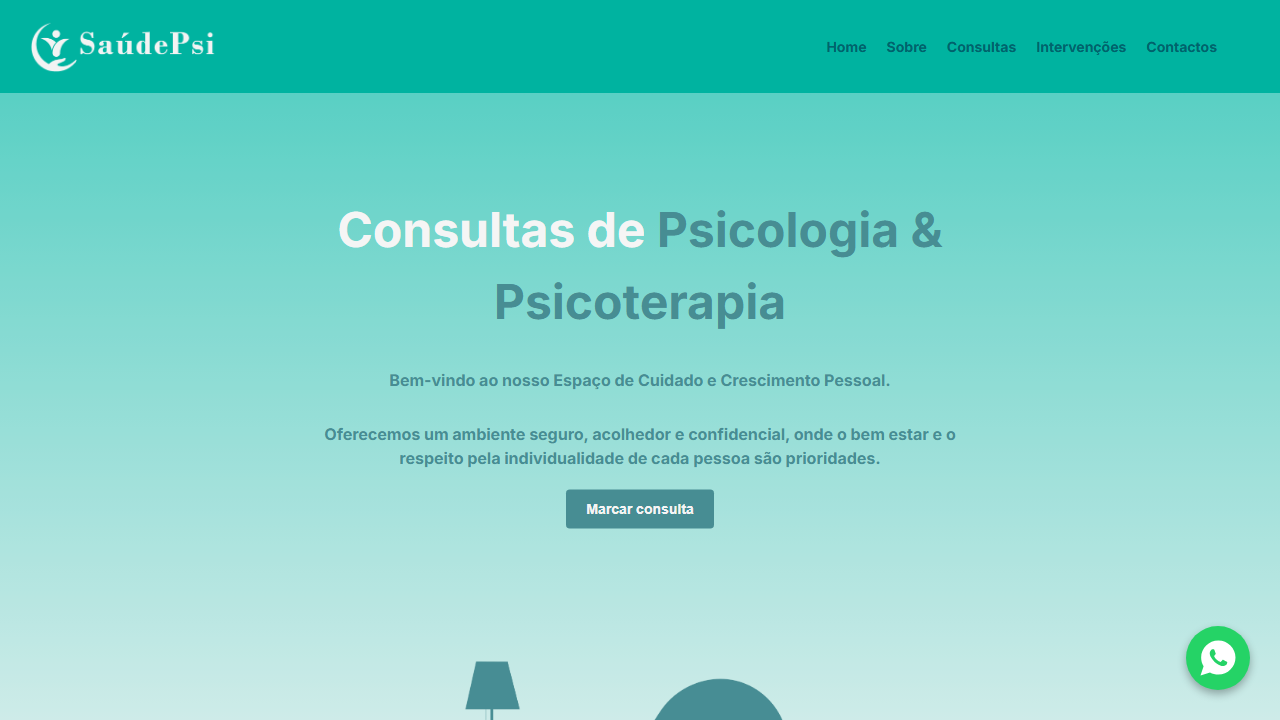 SaúdePsi
Home Sobre Consultas Intervenções Contactos
Consultas de Psicologia &
Psicoterapia
Bem-vindo ao nosso Espaço de Cuidado e Crescimento Pessoal.
Oferecemos um ambiente seguro, acolhedor e confidencial, onde o bem estar e o
respeito pela individualidade de cada pessoa são prioridades.
Marcar consulta